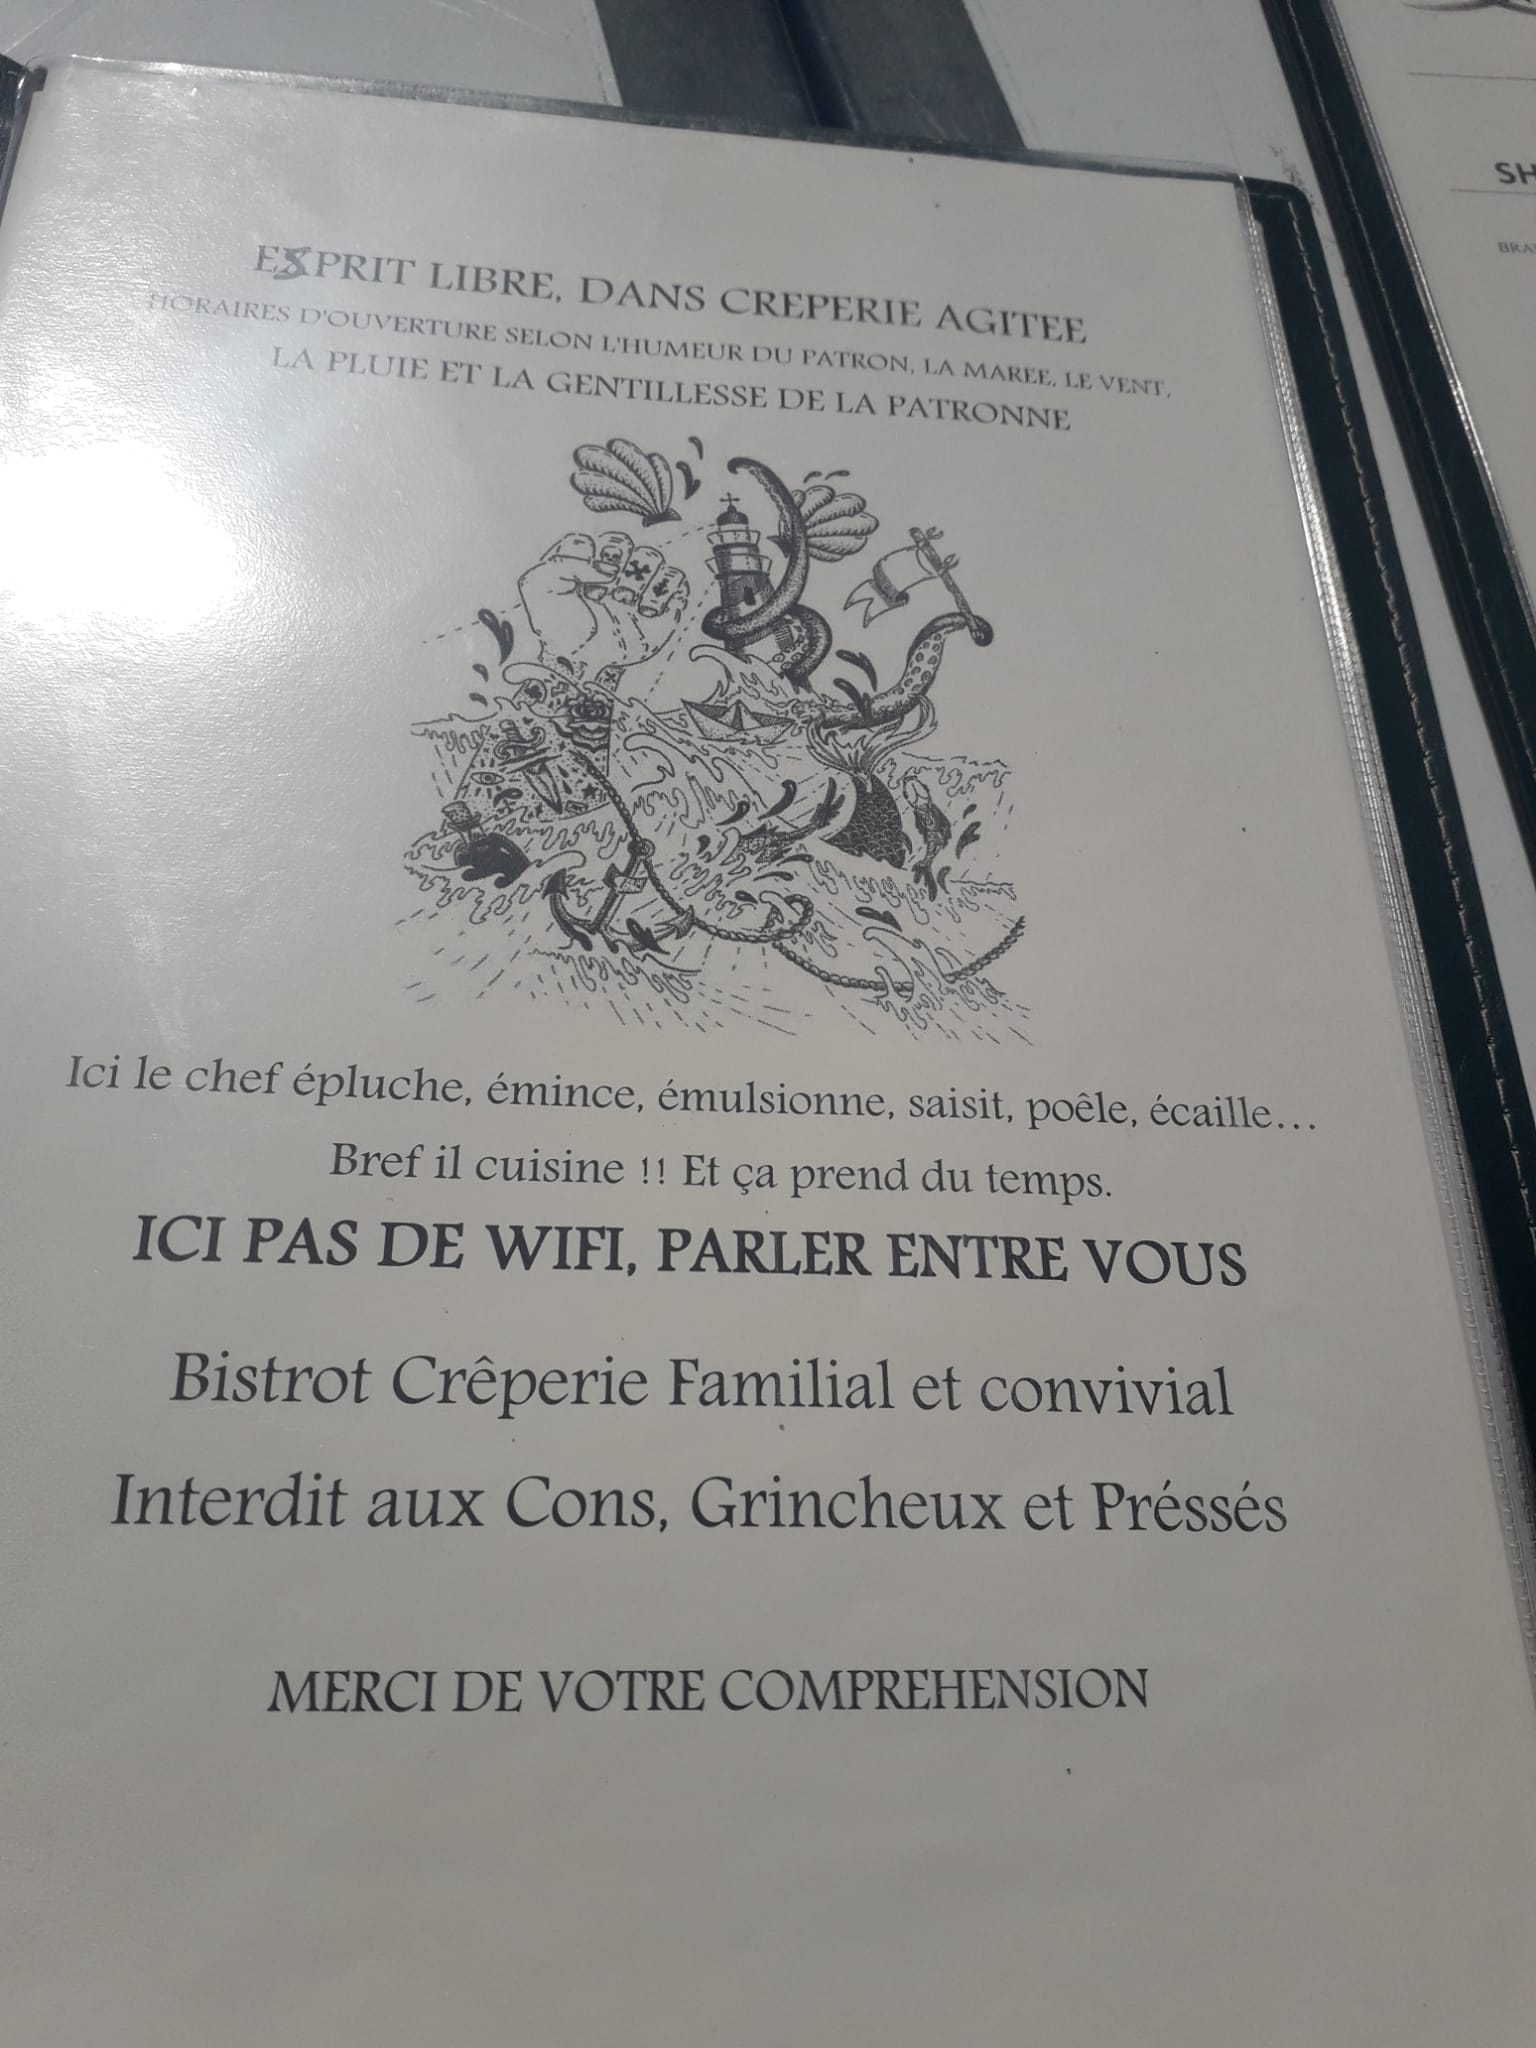 ESPRIT LIBRE, DANS CREPERIE AGITEE
HORAIRES D'OUVERTURE SELON L'HUMEUR DU PATRON, LA MAREE, LE VENT,
LA PLUIE ET LA GENTILLESSE DE LA PATRONNE
Ici le chef épluche, émince, émulsionne, saisit, poêle, écaille...
Bref il cuisine !! Et ça prend du temps.
ICI PAS DE WIFI, PARLER ENTRE VOUS
Bistrot Crêperie Familial et convivial
Interdit aux Cons, Grincheux et Préssés
MERCI DE VOTRE COMPREHENSION
SH
BRA